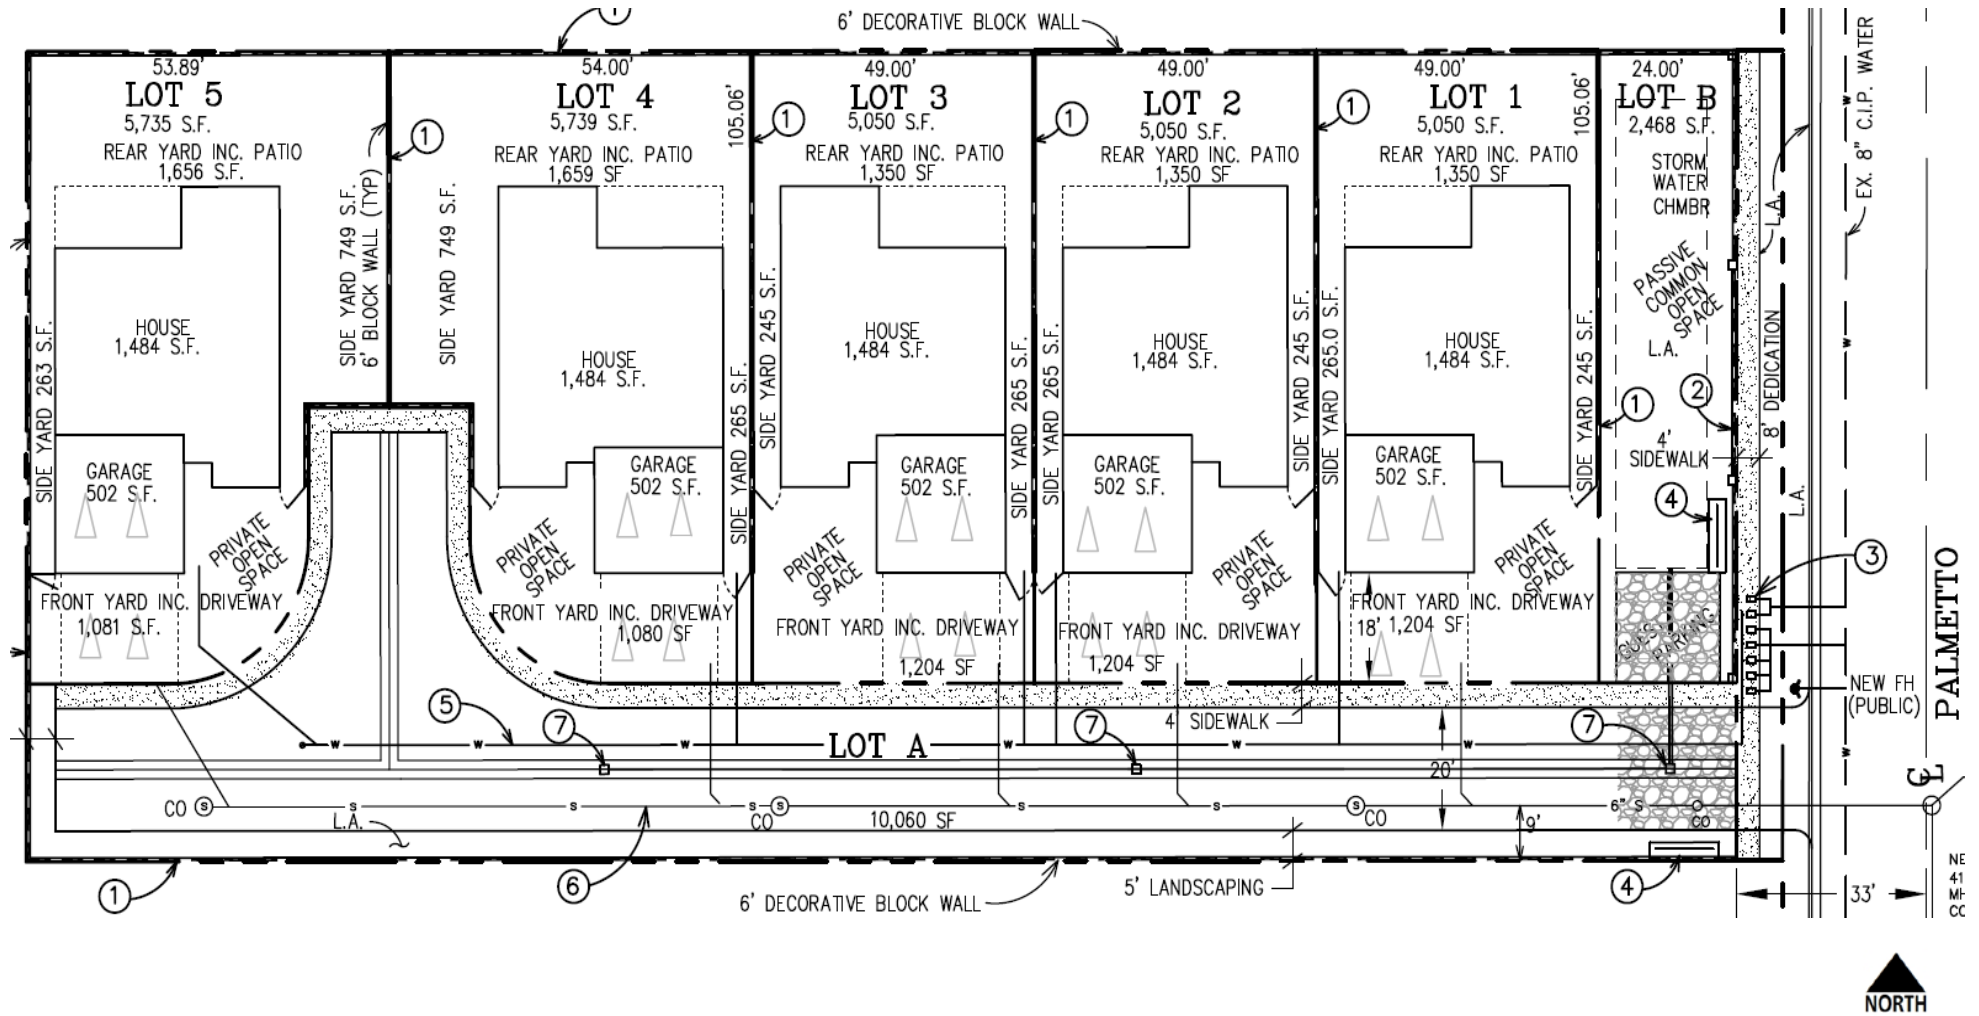 6' DECORATIVE BLOCK WALL
1
53.89'
LOT 5
5,735 S.F.
REAR YARD INC. PATIO
1,656 S.F.
54.00'
LOT 4
5,739 S.F.
REAR YARD INC. PATIO
1,659 SF
105.06'
49.00'
LOT 3
5,050 S.F.
REAR YARD INC. PATIO
1,350 SF
49.00'
LOT 2
5,050 S.F.
REAR YARD INC. PATIO
1,350 SF
49.00'
LOT 1
5,050 S.F.
REAR YARD INC. PATIO
1,350 SF
105.06'
24.00'
LOT B
2,468 S.F.
STORM
WATER
CHMBR
PASSIVE
COMMON
OPEN
SPACE
L.A.
1
1
1
1
1
2
L.A.
EX. 8" C.I.P. WATER
W
W
W
8' DEDICATION
4'
SIDEWALK
4
3
L.A.
SIDE YARD 263 S.F.
HOUSE
1,484 S.F.
SIDE YARD 749 S.F.
6' BLOCK WALL (TYP)
SIDE YARD 749 S.F.
HOUSE
1,484 S.F.
SIDE YARD 265 S.F.
SIDE YARD 245 S.F.
HOUSE
1,484 S.F.
SIDE YARD 265 S.F.
SIDE YARD 265 S.F.
HOUSE
1,484 S.F.
SIDE YARD 245 S.F.
SIDE YARD 265.0 S.F.
HOUSE
1,484 S.F.
SIDE YARD 245 S.F.
GARAGE
502 S.F.
GARAGE
502 S.F.
GARAGE
502 S.F.
GARAGE
502 S.F.
GARAGE
502 S.F.
PRIVATE
OPEN
SPACE
PRIVATE
OPEN
SPACE
PRIVATE
OPEN
SPACE
PRIVATE
OPEN
SPACE
PRIVATE
OPEN
SPACE
FRONT YARD INC. DRIVEWAY
1,081 S.F.
FRONT YARD INC. DRIVEWAY
1,080 SF
FRONT YARD INC. DRIVEWAY
1,204 SF
FRONT YARD INC. DRIVEWAY
1,204 SF
FRONT YARD INC. DRIVEWAY
18' 1,204 SF
GUEST
PARKING
NEW FH
(PUBLIC)
PALMETTO
CL
5
7
7
7
4' SIDEWALK
W
W
W
LOT A
W
W
W
20'
CO
S
S
S
S
S
CO
S
S
S
CO
6" S
CO
L.A.
10,060 SF
9'
1
6
6' DECORATIVE BLOCK WALL
5' LANDSCAPING
4
33'
NE
41
MH
CO
NORTH